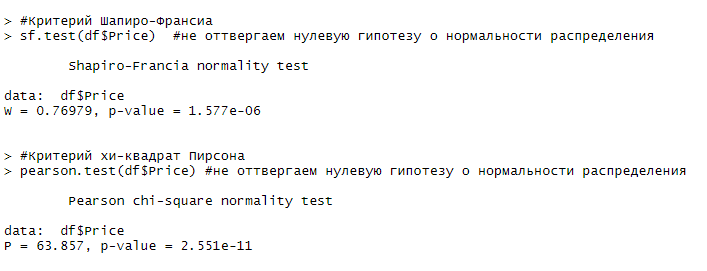 > #Критерий Шапиро-Франсиа
> sf.test(df$Price)  #не оттвергаем нулевую гипотезу о нормальности распределения
Shapiro-Francia normality test
data:  df$Price
W = 0.76979, p-value = 1.577e-06
> #Критерий хи-квадрат Пирсона
> pearson.test(df$Price) #не оттвергаем нулевую гипотезу о нормальности распределения
Pearson chi-square normality test
data:  df$Price
P = 63.857, p-value = 2.551e-11